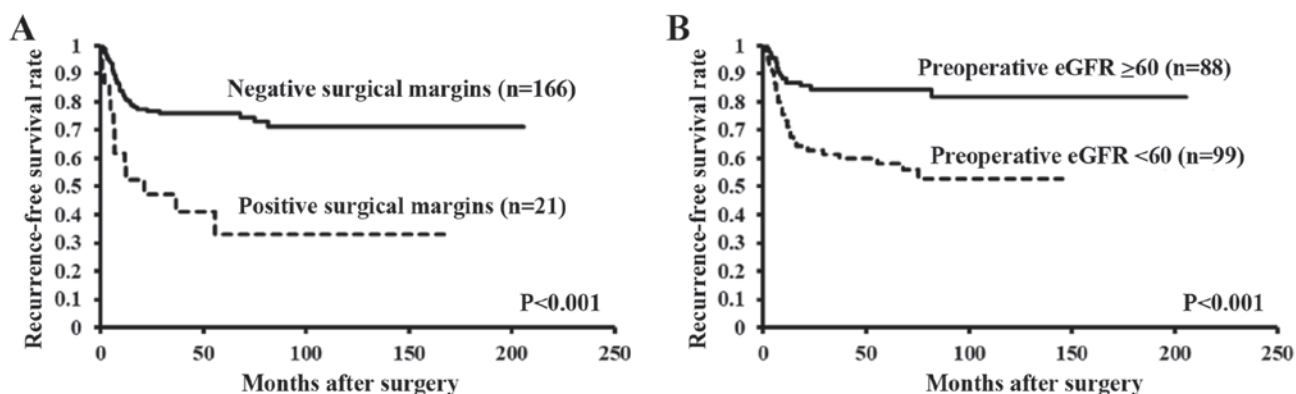 A
Recurrence-free survival rate
1
0.9
0.8
0.7
0.6
0.5
0.4
0.3
0.2
0.1
0
Negative surgical margins (n=166)
Positive surgical margins (n=21)
P<0.001
0 50 100 150 200 250
Months after surgery
B
Recurrence-free survival rate
1
0.9
0.8
0.7
0.6
0.5
0.4
0.3
0.2
0.1
0
Preoperative eGFR ≥60 (n=88)
Preoperative eGFR <60 (n=99)
P<0.001
0 50 100 150 200 250
Months after surgery